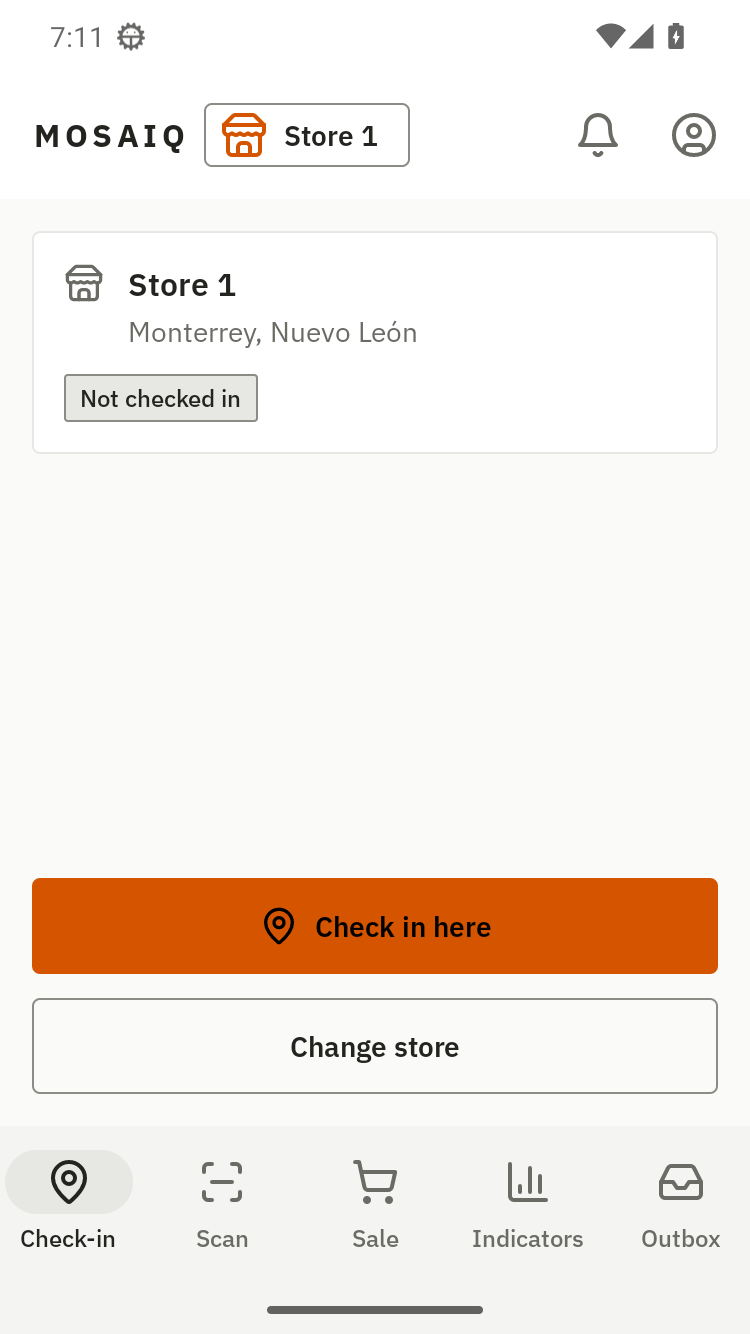 7:11
MOSAIQ
Store 1
Store 1
Monterrey, Nuevo León
Not checked in
Check in here
Change store
Check-in
Scan
Sale
Indicators
Outbox